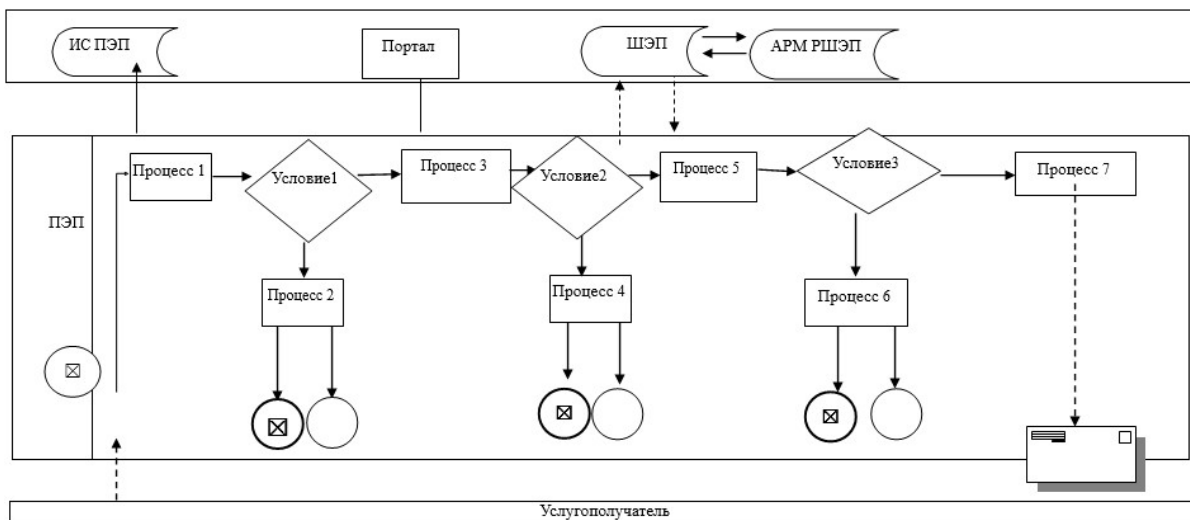 ИС ПЭП
Портал
ШЭП
АРМ РШЭП
ПЭП
Процесс 1
Условие1
Процесс 3
Условие2
Процесс 5
Условие3
Процесс 7
Процесс 2
Процесс 4
Процесс 6
Услугополучатель